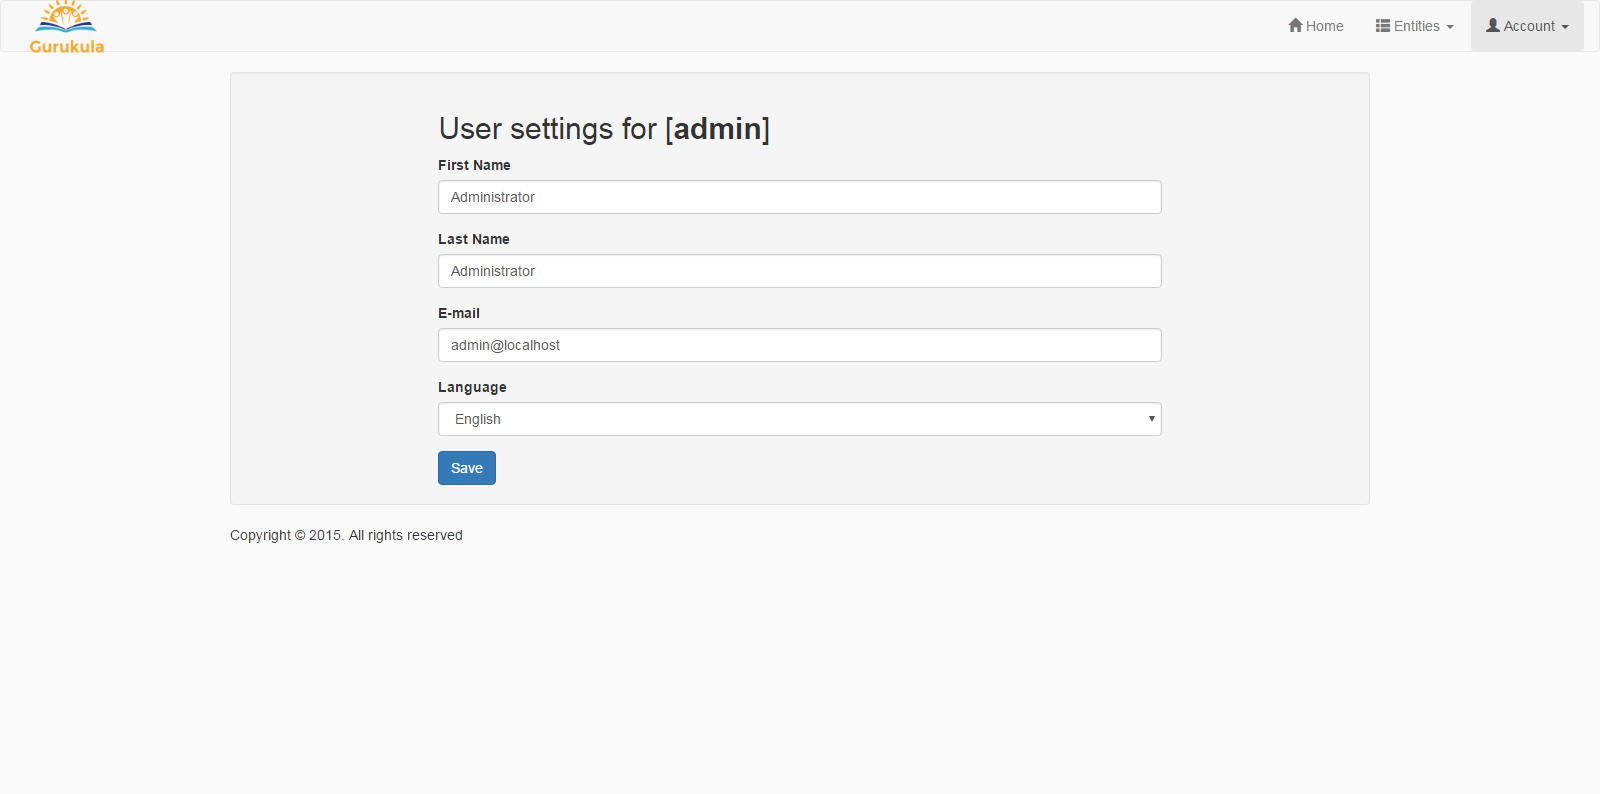 Gurukula
Home Entities Account
User settings for [admin]
First Name
Administrator
Last Name
Administrator
E-mail
admin@localhost
Language
English
Save
Copyright © 2015. All rights reserved